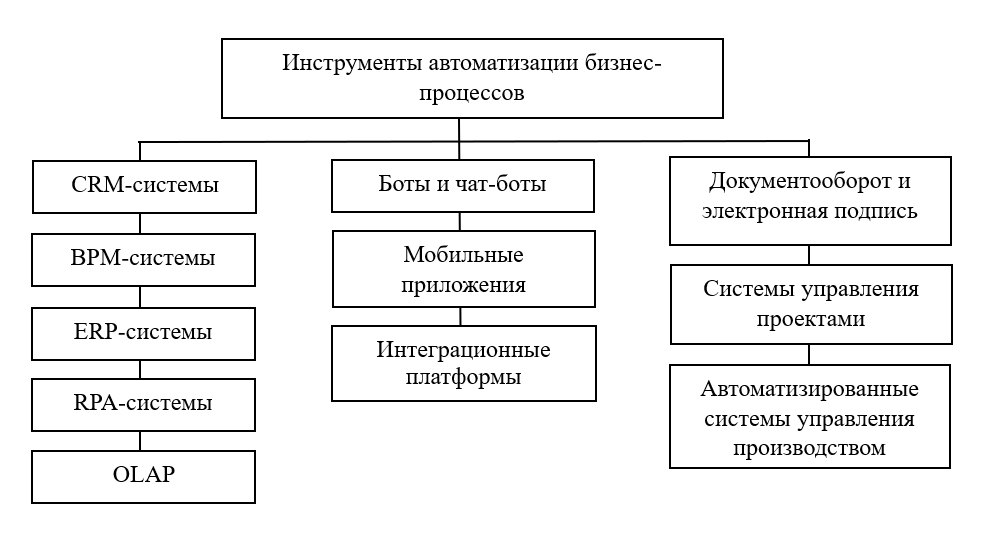 Инструменты автоматизации бизнес-
процессов
CRM-системы
BPM-системы
ERP-системы
RPA-системы
OLAP
Боты и чат-боты
Мобильные
приложения
Интеграционные
платформы
Документооборот и
электронная подпись
Системы управления
проектами
Автоматизированные
системы управления
производством